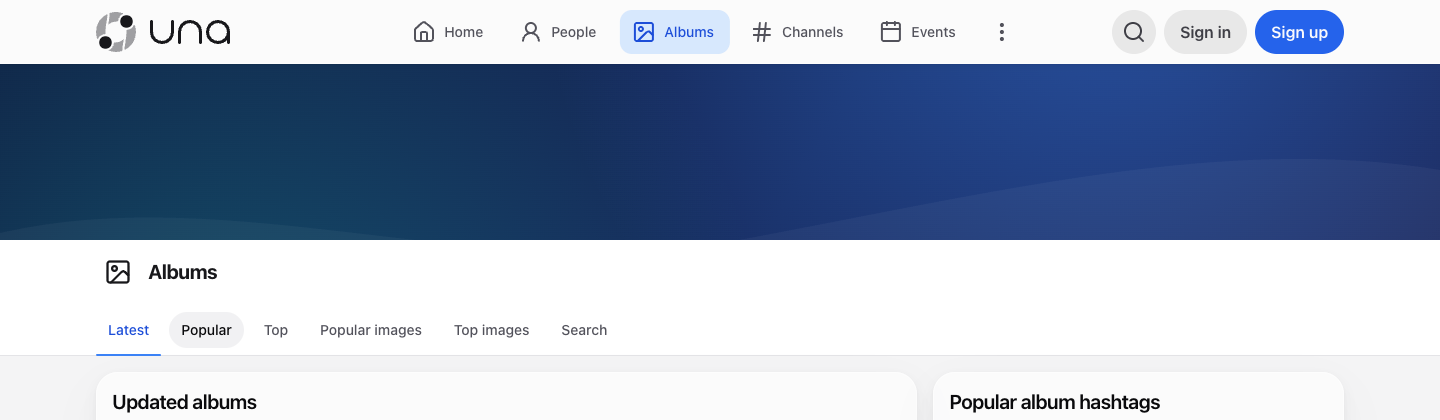 una Home People Albums Channels Events Sign in Sign up
Albums
Latest Popular Top Popular images Top images Search
Updated albums Popular album hashtags